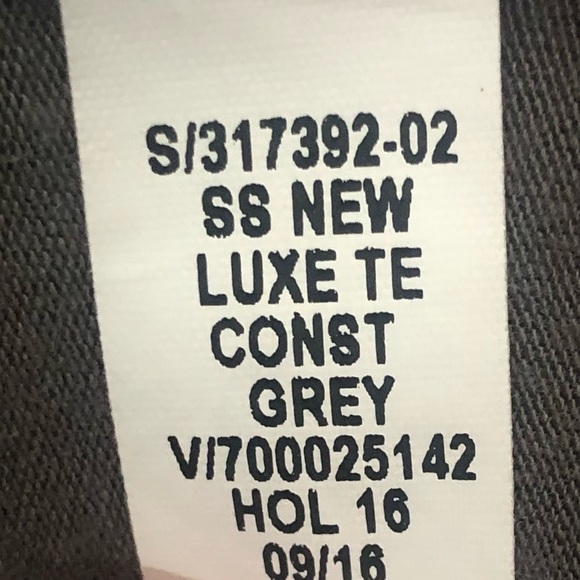 S/317392-02
SS NEW
LUXE TE
CONST
GREY
V/700025142
HOL 16
09/16